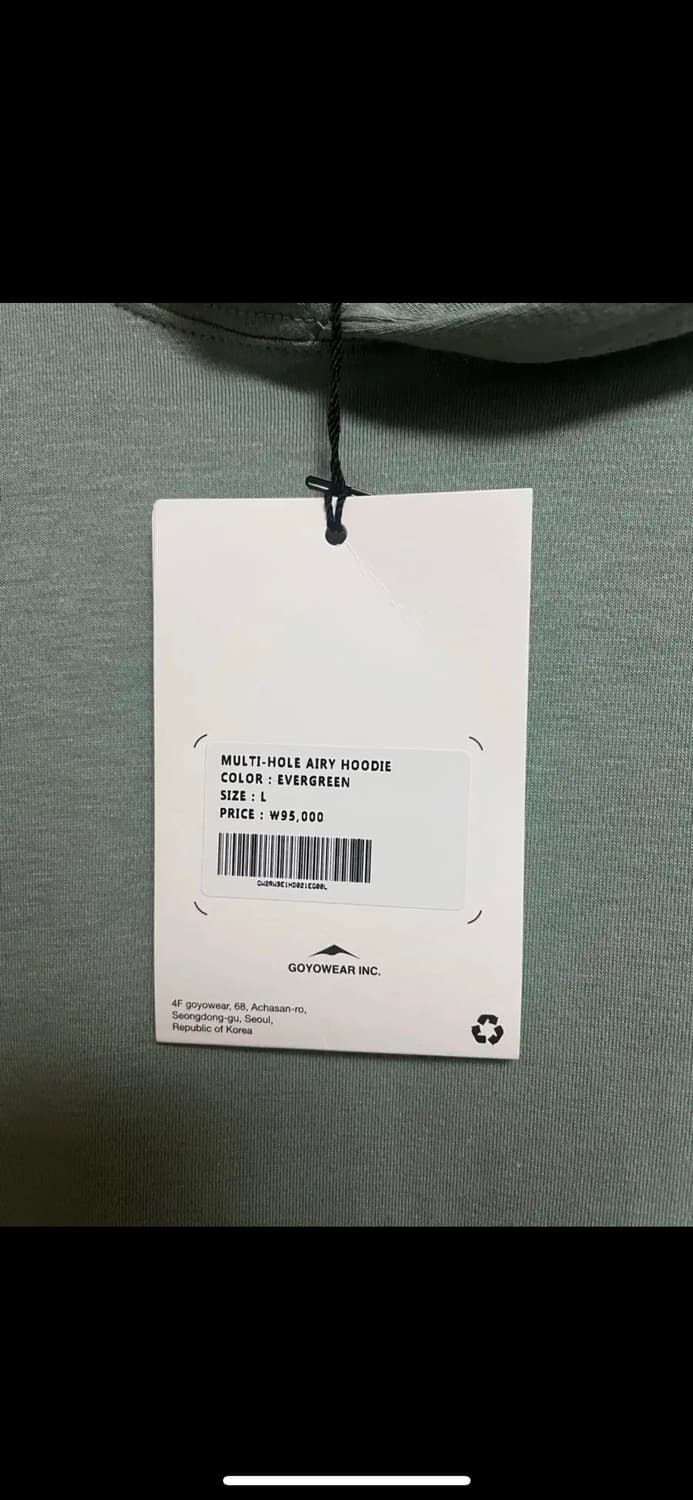 MULTI-HOLE AIRY HOODIE
COLOR : EVERGREEN
SIZE : L
PRICE : ₩95,000
GOYOWEAR INC.
4F goyowear, 68, Achasan-ro,
Seongdong-gu, Seoul,
Republic of Korea